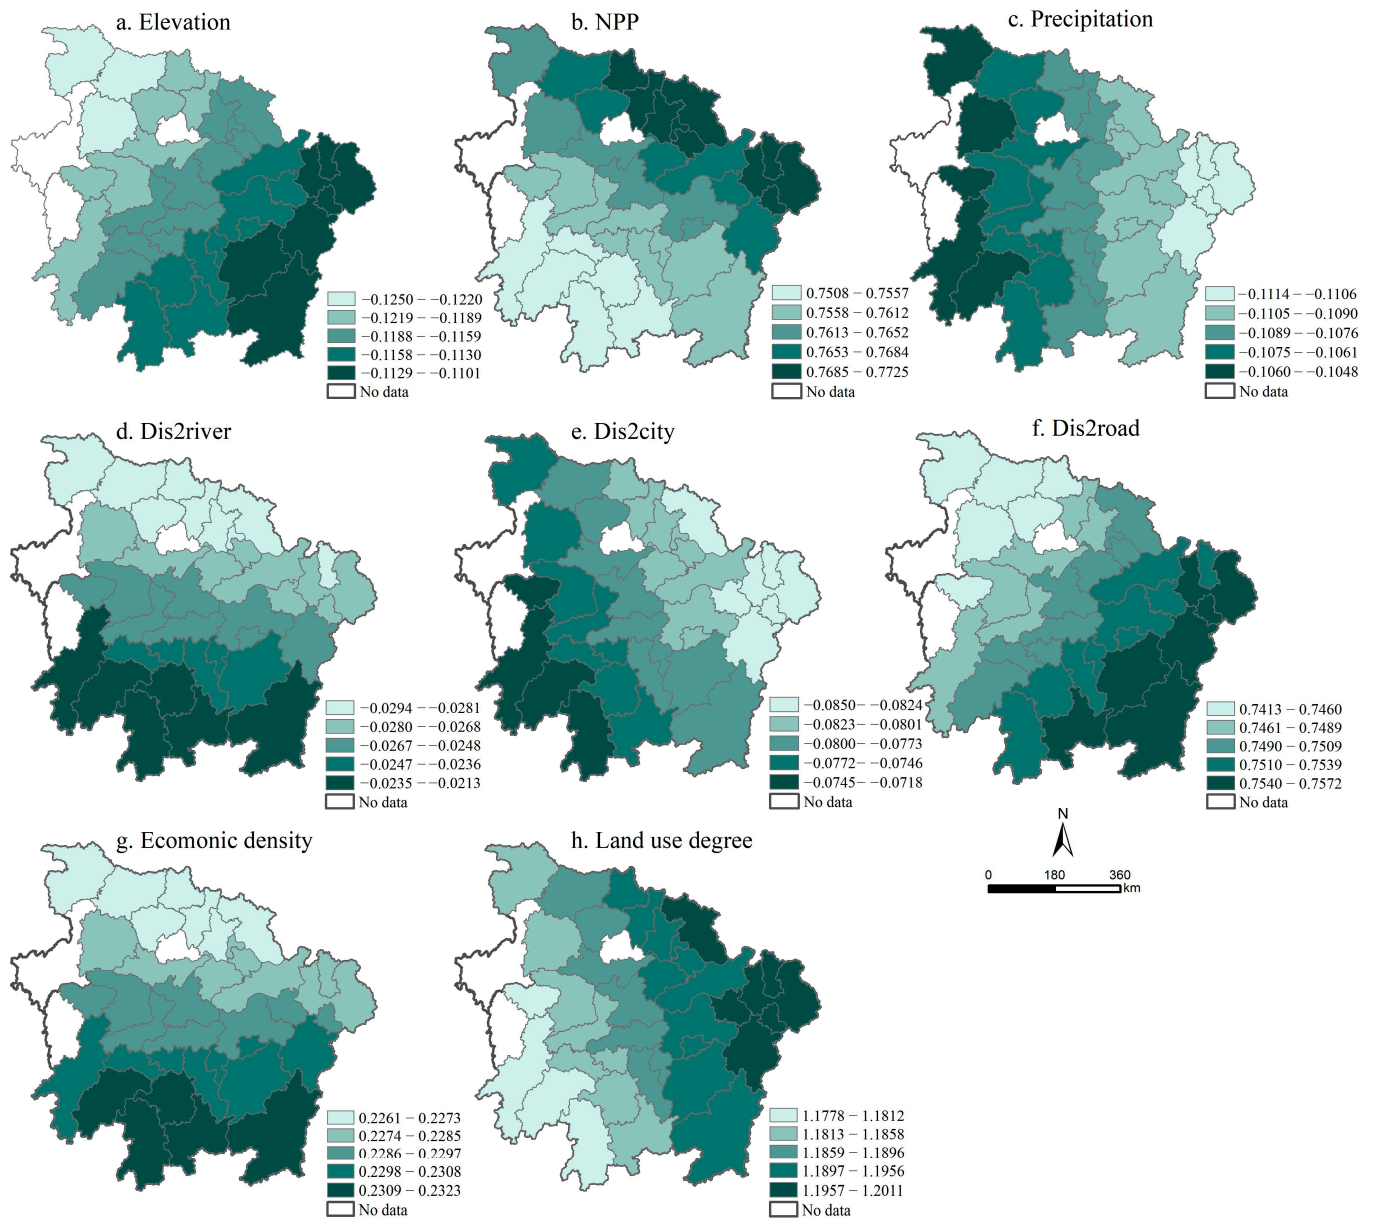 a. Elevation
−0.1250 − −0.1220
−0.1219 − −0.1189
−0.1188 − −0.1159
−0.1158 − −0.1130
−0.1129 − −0.1101
No data
b. NPP
0.7508 − 0.7557
0.7558 − 0.7612
0.7613 − 0.7652
0.7653 − 0.7684
0.7685 − 0.7725
No data
c. Precipitation
−0.1114 − −0.1106
−0.1105 − −0.1090
−0.1089 − −0.1076
−0.1075 − −0.1061
−0.1060 − −0.1048
No data
d. Dis2river
−0.0294 − −0.0281
−0.0280 − −0.0268
−0.0267 − −0.0248
−0.0247 − −0.0236
−0.0235 − −0.0213
No data
e. Dis2city
−0.0850 − −0.0824
−0.0823 − −0.0801
−0.0800 − −0.0773
−0.0772 − −0.0746
−0.0745 − −0.0718
No data
f. Dis2road
0.7413 − 0.7460
0.7461 − 0.7489
0.7490 − 0.7509
0.7510 − 0.7539
0.7540 − 0.7572
No data
g. Ecomonic density
0.2261 − 0.2273
0.2274 − 0.2285
0.2286 − 0.2297
0.2298 − 0.2308
0.2309 − 0.2323
No data
h. Land use degree
1.1778 − 1.1812
1.1813 − 1.1858
1.1859 − 1.1896
1.1897 − 1.1956
1.1957 − 1.2011
No data
N
0 180 360
km